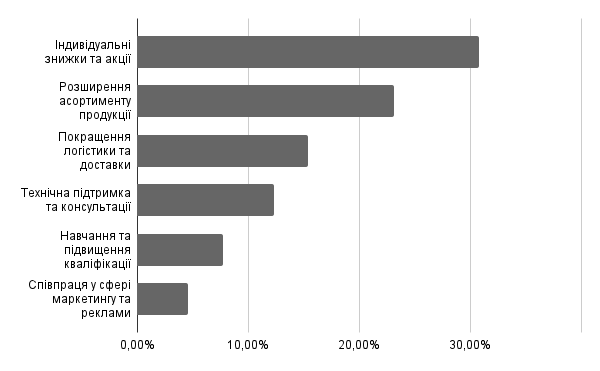 Індивідуальні
знижки та акції
Розширення
асортименту
продукції
Покращення
логістики та
доставки
Технічна підтримка
та консультації
Навчання та
підвищення
кваліфікації
Співпраця у сфері
маркетингу та
реклами
0,00%
10,00%
20,00%
30,00%